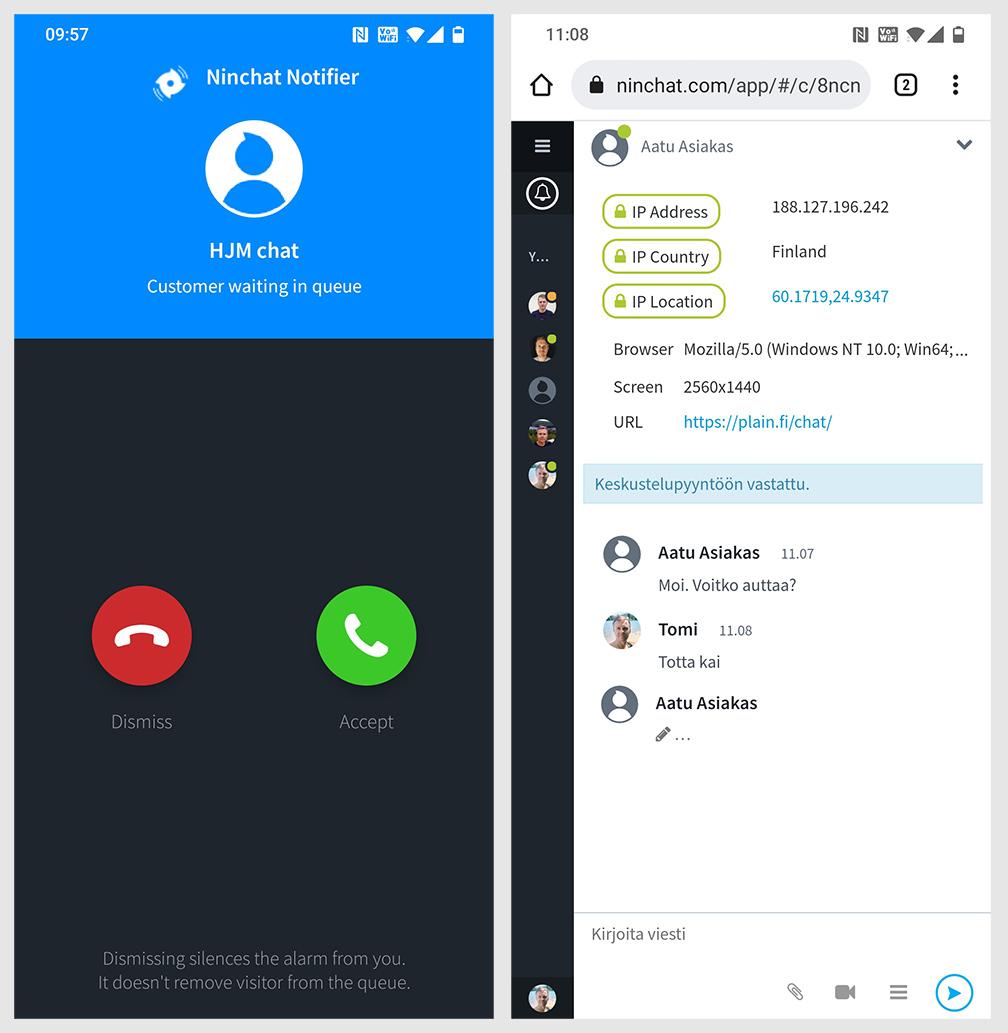 09:57
Ninchat Notifier
HJM chat
Customer waiting in queue
Dismiss
Accept
Dismissing silences the alarm from you.
It doesn't remove visitor from the queue.
11:08
ninchat.com/app/#/c/8ncn
2
Aatu Asiakas
Y...
IP Address 188.127.196.242
IP Country Finland
IP Location 60.1719,24.9347
Browser Mozilla/5.0 (Windows NT 10.0; Win64;...
Screen 2560x1440
URL https://plain.fi/chat/
Keskustelupyyntöön vastattu.
Aatu Asiakas 11.07
Moi. Voitko auttaa?
Tomi 11.08
Totta kai
Aatu Asiakas
...
Kirjoita viesti